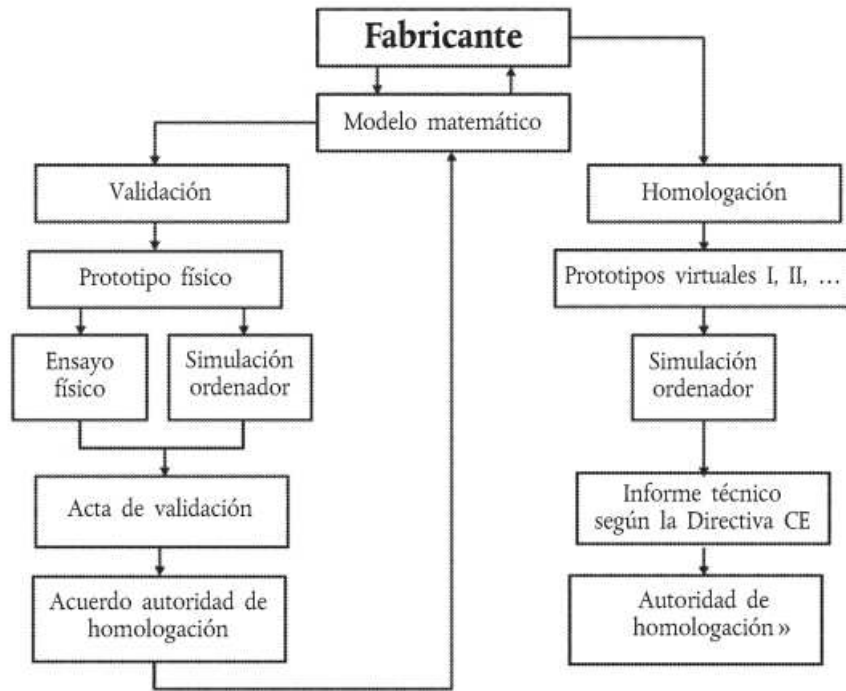 Fabricante
Modelo matemático
Validación
Homologación
Prototipo físico
Prototipos virtuales I, II, ...
Ensayo
físico
Simulación
ordenador
Simulación
ordenador
Acta de validación
Informe técnico
según la Directiva CE
Acuerdo autoridad de
homologación
Autoridad de
homologación»